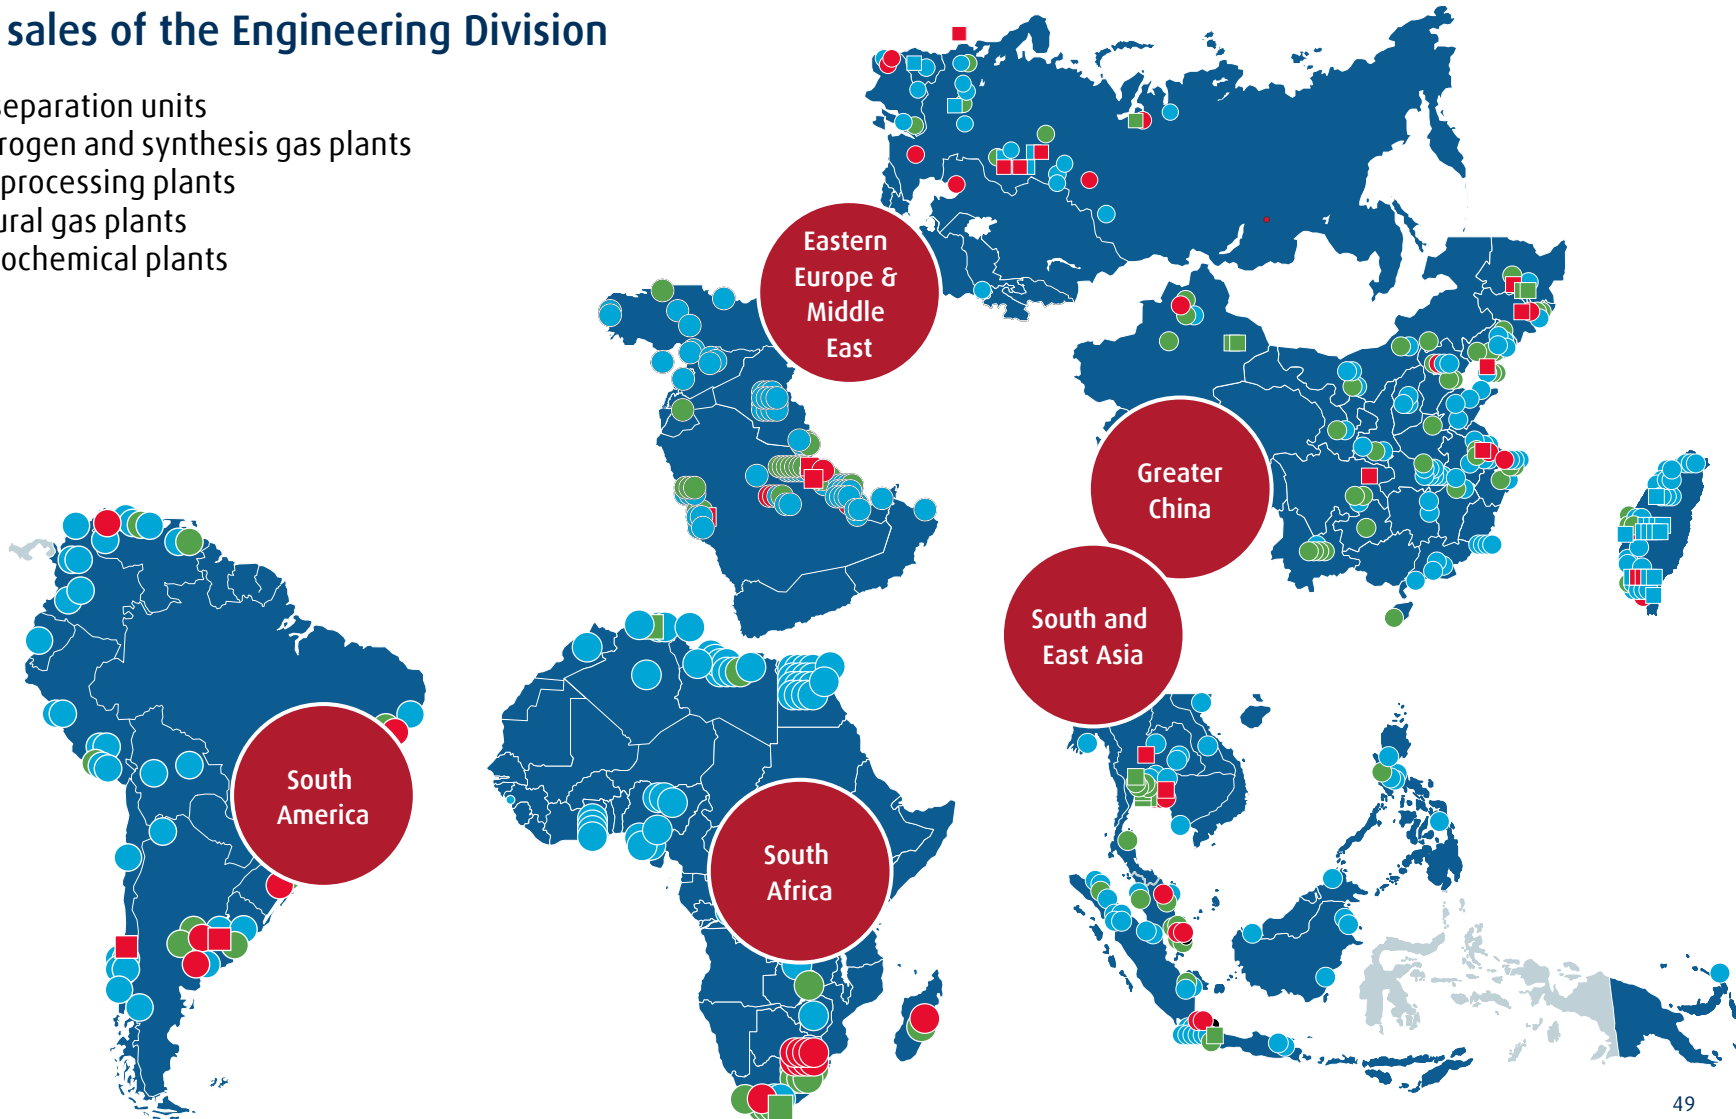 sales of the Engineering Division
separation units
rogen and synthesis gas plants
processing plants
ural gas plants
ochemical plants
Eastern
Europe &
Middle
East
Greater
China
South and
East Asia
South
America
South
Africa
49